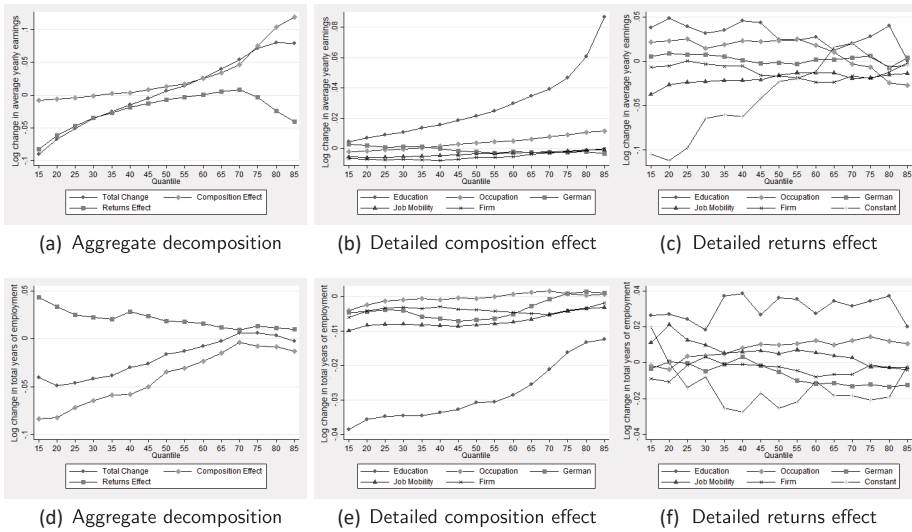 Log change in average yearly earnings
.1
.05
0
-.05
-.1
15 20 25 30 35 40 45 50 55 60 65 70 75 80 85
Quantile
Total Change Composition Effect
Returns Effect
(a) Aggregate decomposition
Log change in average yearly earnings
.08
.06
.04
.02
0
15 20 25 30 35 40 45 50 55 60 65 70 75 80 85
Quantile
Education Occupation German
Job Mobility Firm
(b) Detailed composition effect
Log change in average yearly earnings
.05
0
-.05
-.1
15 20 25 30 35 40 45 50 55 60 65 70 75 80 85
Quantile
Education Occupation German
Job Mobility Firm Constant
(c) Detailed returns effect
Log change in total years of employment
.05
0
-.05
-.1
15 20 25 30 35 40 45 50 55 60 65 70 75 80 85
Quantile
Total Change Composition Effect
Returns Effect
(d) Aggregate decomposition
Log change in total years of employment
0
-.01
-.02
-.03
-.04
15 20 25 30 35 40 45 50 55 60 65 70 75 80 85
Quantile
Education Occupation German
Job Mobility Firm
(e) Detailed composition effect
Log change in total years of employment
.04
.02
0
-.02
-.04
15 20 25 30 35 40 45 50 55 60 65 70 75 80 85
Quantile
Education Occupation German
Job Mobility Firm Constant
(f) Detailed returns effect